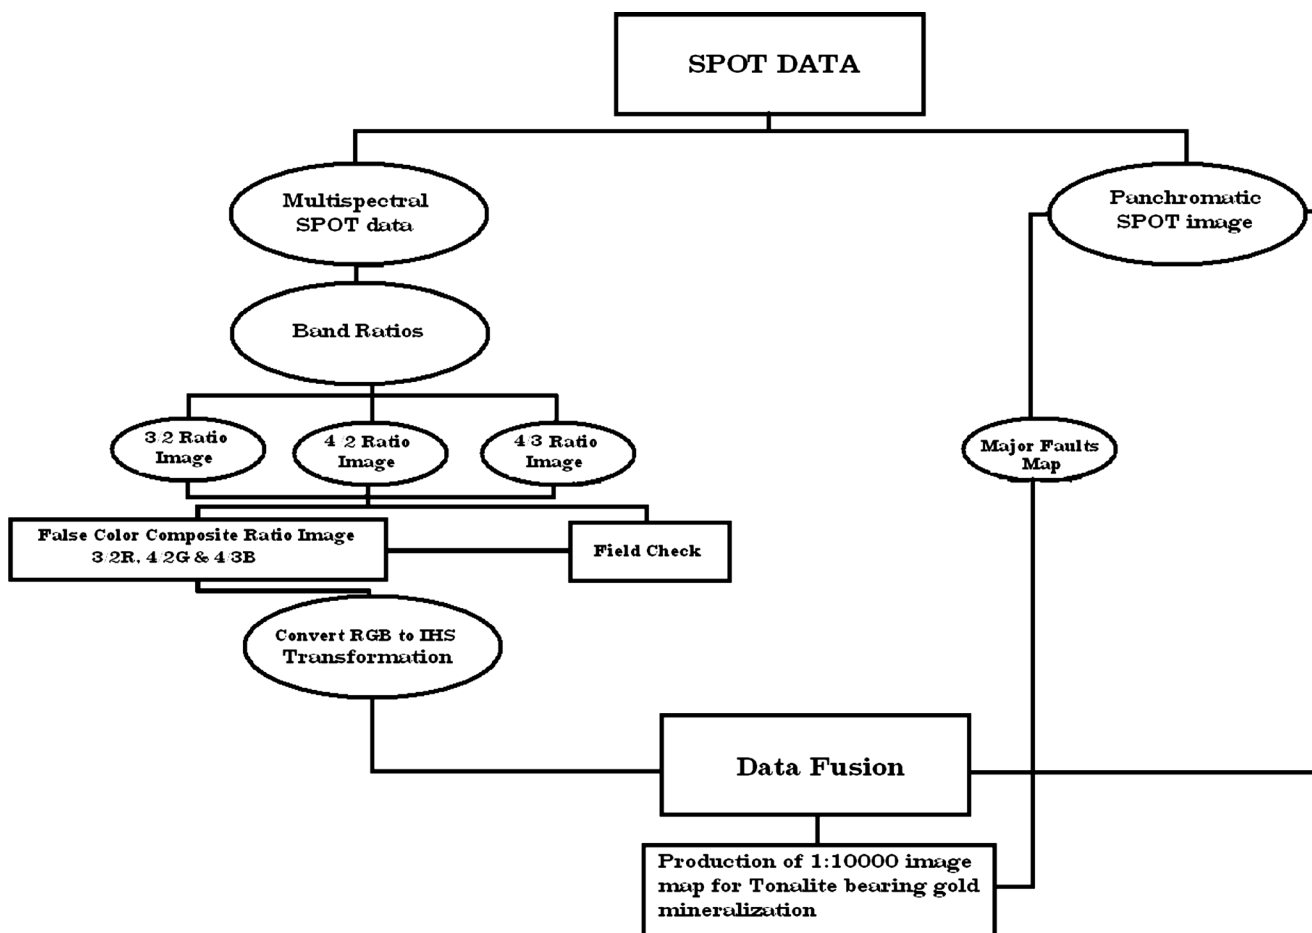 SPOT DATA
Multispectral
SPOT data
Panchromatic
SPOT image
Band Ratios
3/2 Ratio
Image
4/2 Ratio
Image
4/3 Ratio
Image
Major Faults
Map
False Color Composite Ratio Image
3/2R, 4/2G & 4/3B
Field Check
Convert RGB to IHS
Transformation
Data Fusion
Production of 1:10000 image
map for Tonalite bearing gold
mineralization